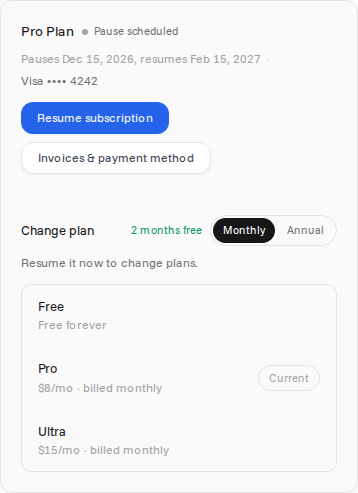 Pro Plan ● Pause scheduled
Pauses Dec 15, 2026, resumes Feb 15, 2027 ·
Visa •••• 4242
Resume subscription
Invoices & payment method
Change plan 2 months free Monthly Annual
Resume it now to change plans.
Free
Free forever
Pro
$8/mo · billed monthly Current
Ultra
$15/mo · billed monthly